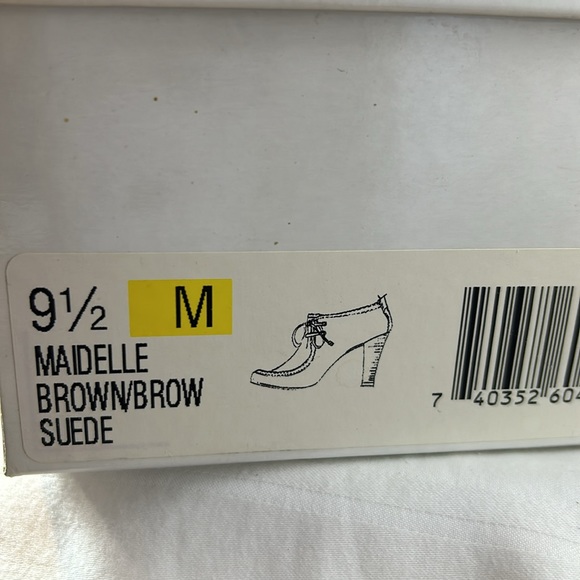 9½ M
MAIDELLE
BROWN/BROW
SUEDE
7 40352 604